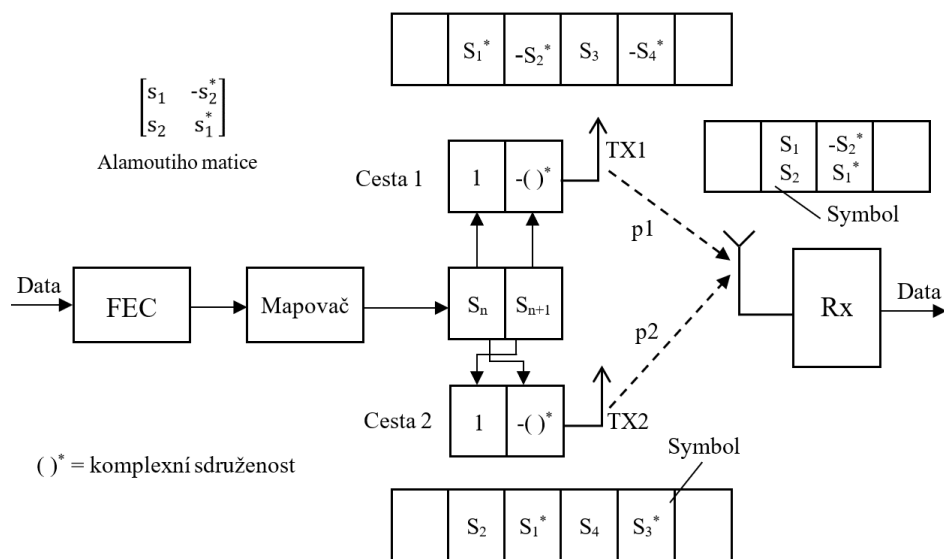 S₁* -S₂* S₃ -S₄*
s₁ -s₂*
s₂ s₁*
Alamoutiho matice
TX1
S₁ -S₂*
S₂ S₁*
Cesta 1 1 -( )*
Symbol
p1
Data FEC Mapovač Sₙ Sₙ₊₁ Rx Data
p2
Cesta 2 1 -( )* TX2
( )* = komplexní sdruženost
Symbol
S₂ S₁* S₄ S₃*